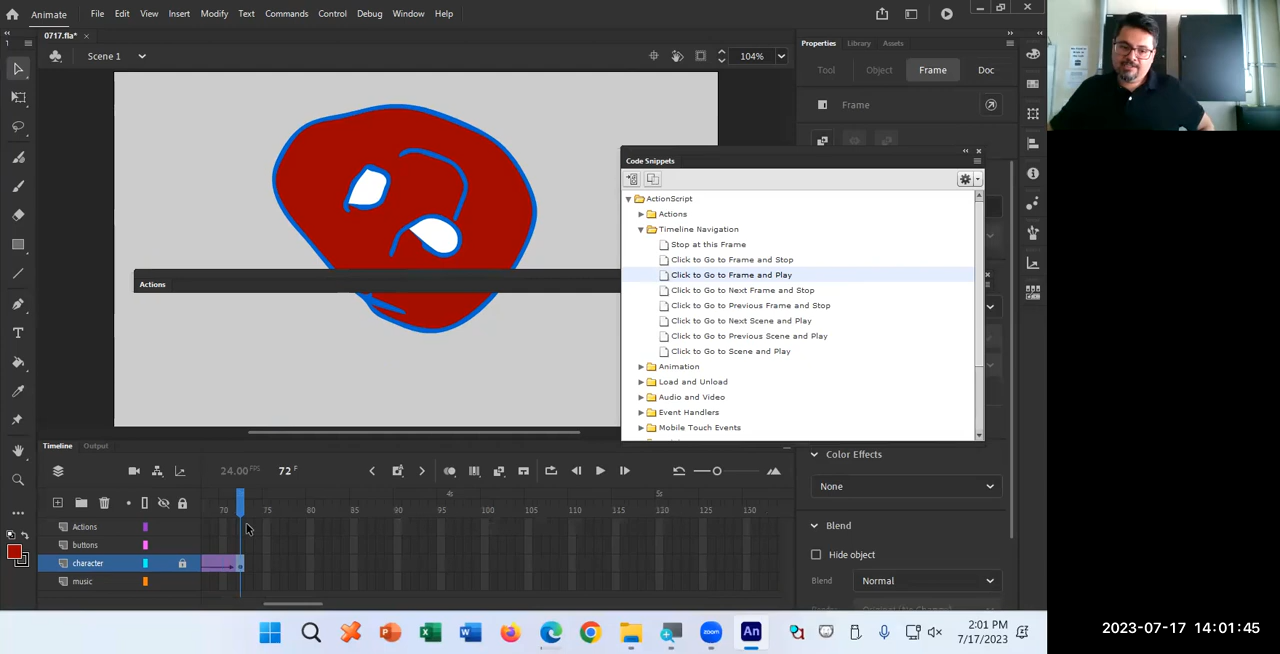 Animate File Edit View Insert Modify Text Commands Control Debug Window Help
0717.fla*
Scene 1 104%
Properties Library Assets
Tool Object Frame Doc
Frame
Code Snippets
ActionScript
Actions
Timeline Navigation
Stop at this Frame
Click to Go to Frame and Stop
Click to Go to Frame and Play
Click to Go to Next Frame and Stop
Click to Go to Previous Frame and Stop
Click to Go to Next Scene and Play
Click to Go to Previous Scene and Play
Click to Go to Scene and Play
Animation
Load and Unload
Audio and Video
Event Handlers
Mobile Touch Events
Actions
Timeline Output
24.00 FPS 72 F
4s 5s
70 75 80 85 90 95 100 105 110 115 120 125 130
Actions
buttons
character
music
Color Effects
None
Blend
Hide object
Blend Normal
2:01 PM
7/17/2023
2023-07-17 14:01:45